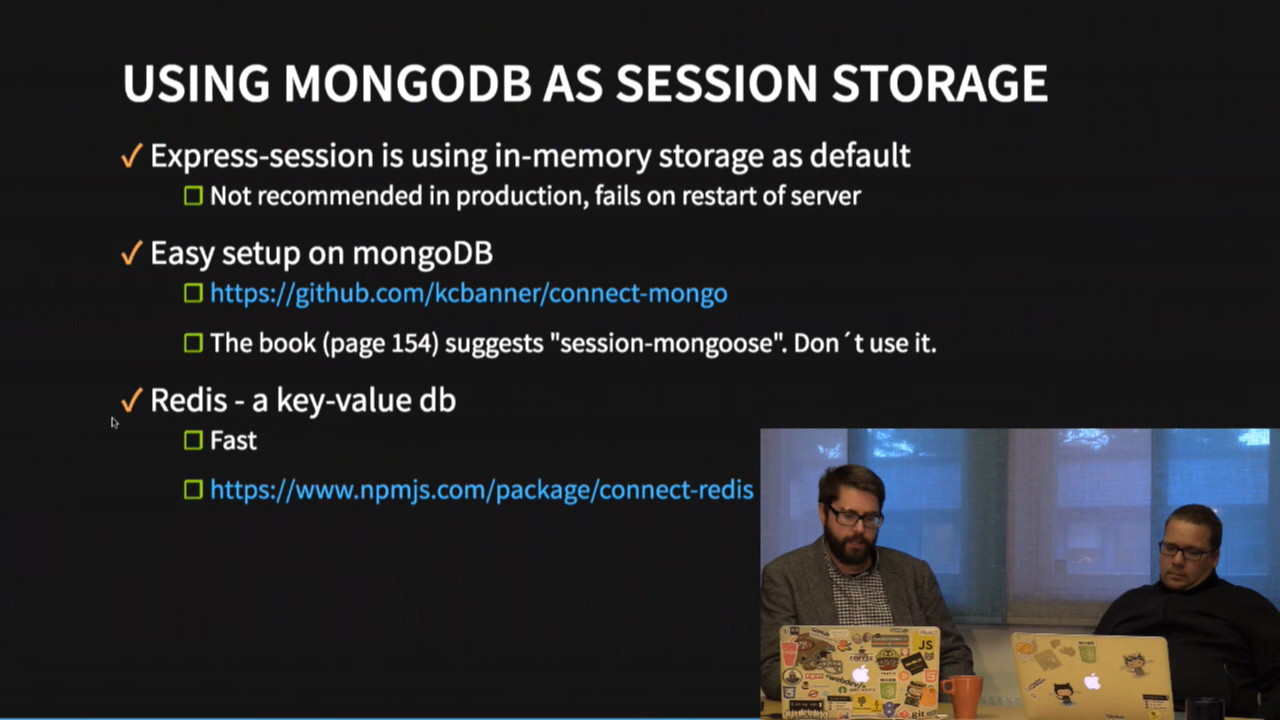 USING MONGODB AS SESSION STORAGE
Express-session is using in-memory storage as default
Not recommended in production, fails on restart of server
Easy setup on mongoDB
https://github.com/kcbanner/connect-mongo
The book (page 154) suggests "session-mongoose". Don´t use it.
Redis - a key-value db
Fast
https://www.npmjs.com/package/connect-redis
JS
git